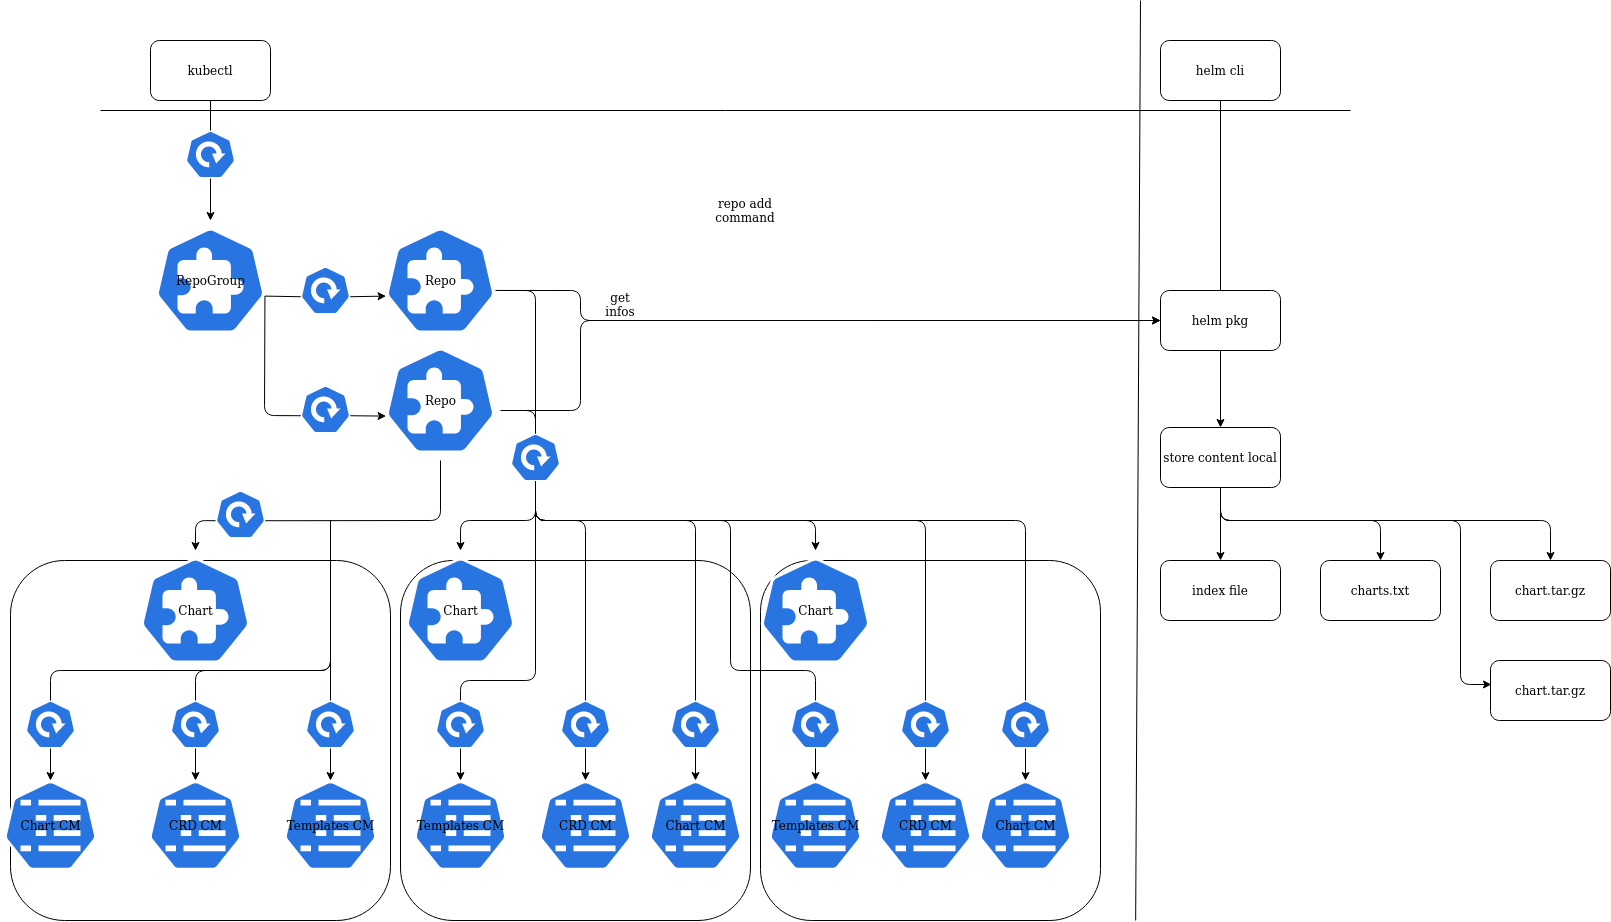 kubectl
helm cli
repo add
command
RepoGroup
Repo
get
infos
helm pkg
Repo
store content local
Chart
Chart
Chart
index file
charts.txt
chart.tar.gz
chart.tar.gz
Chart CM
CRD CM
Templates CM
Templates CM
CRD CM
Chart CM
Templates CM
CRD CM
Chart CM